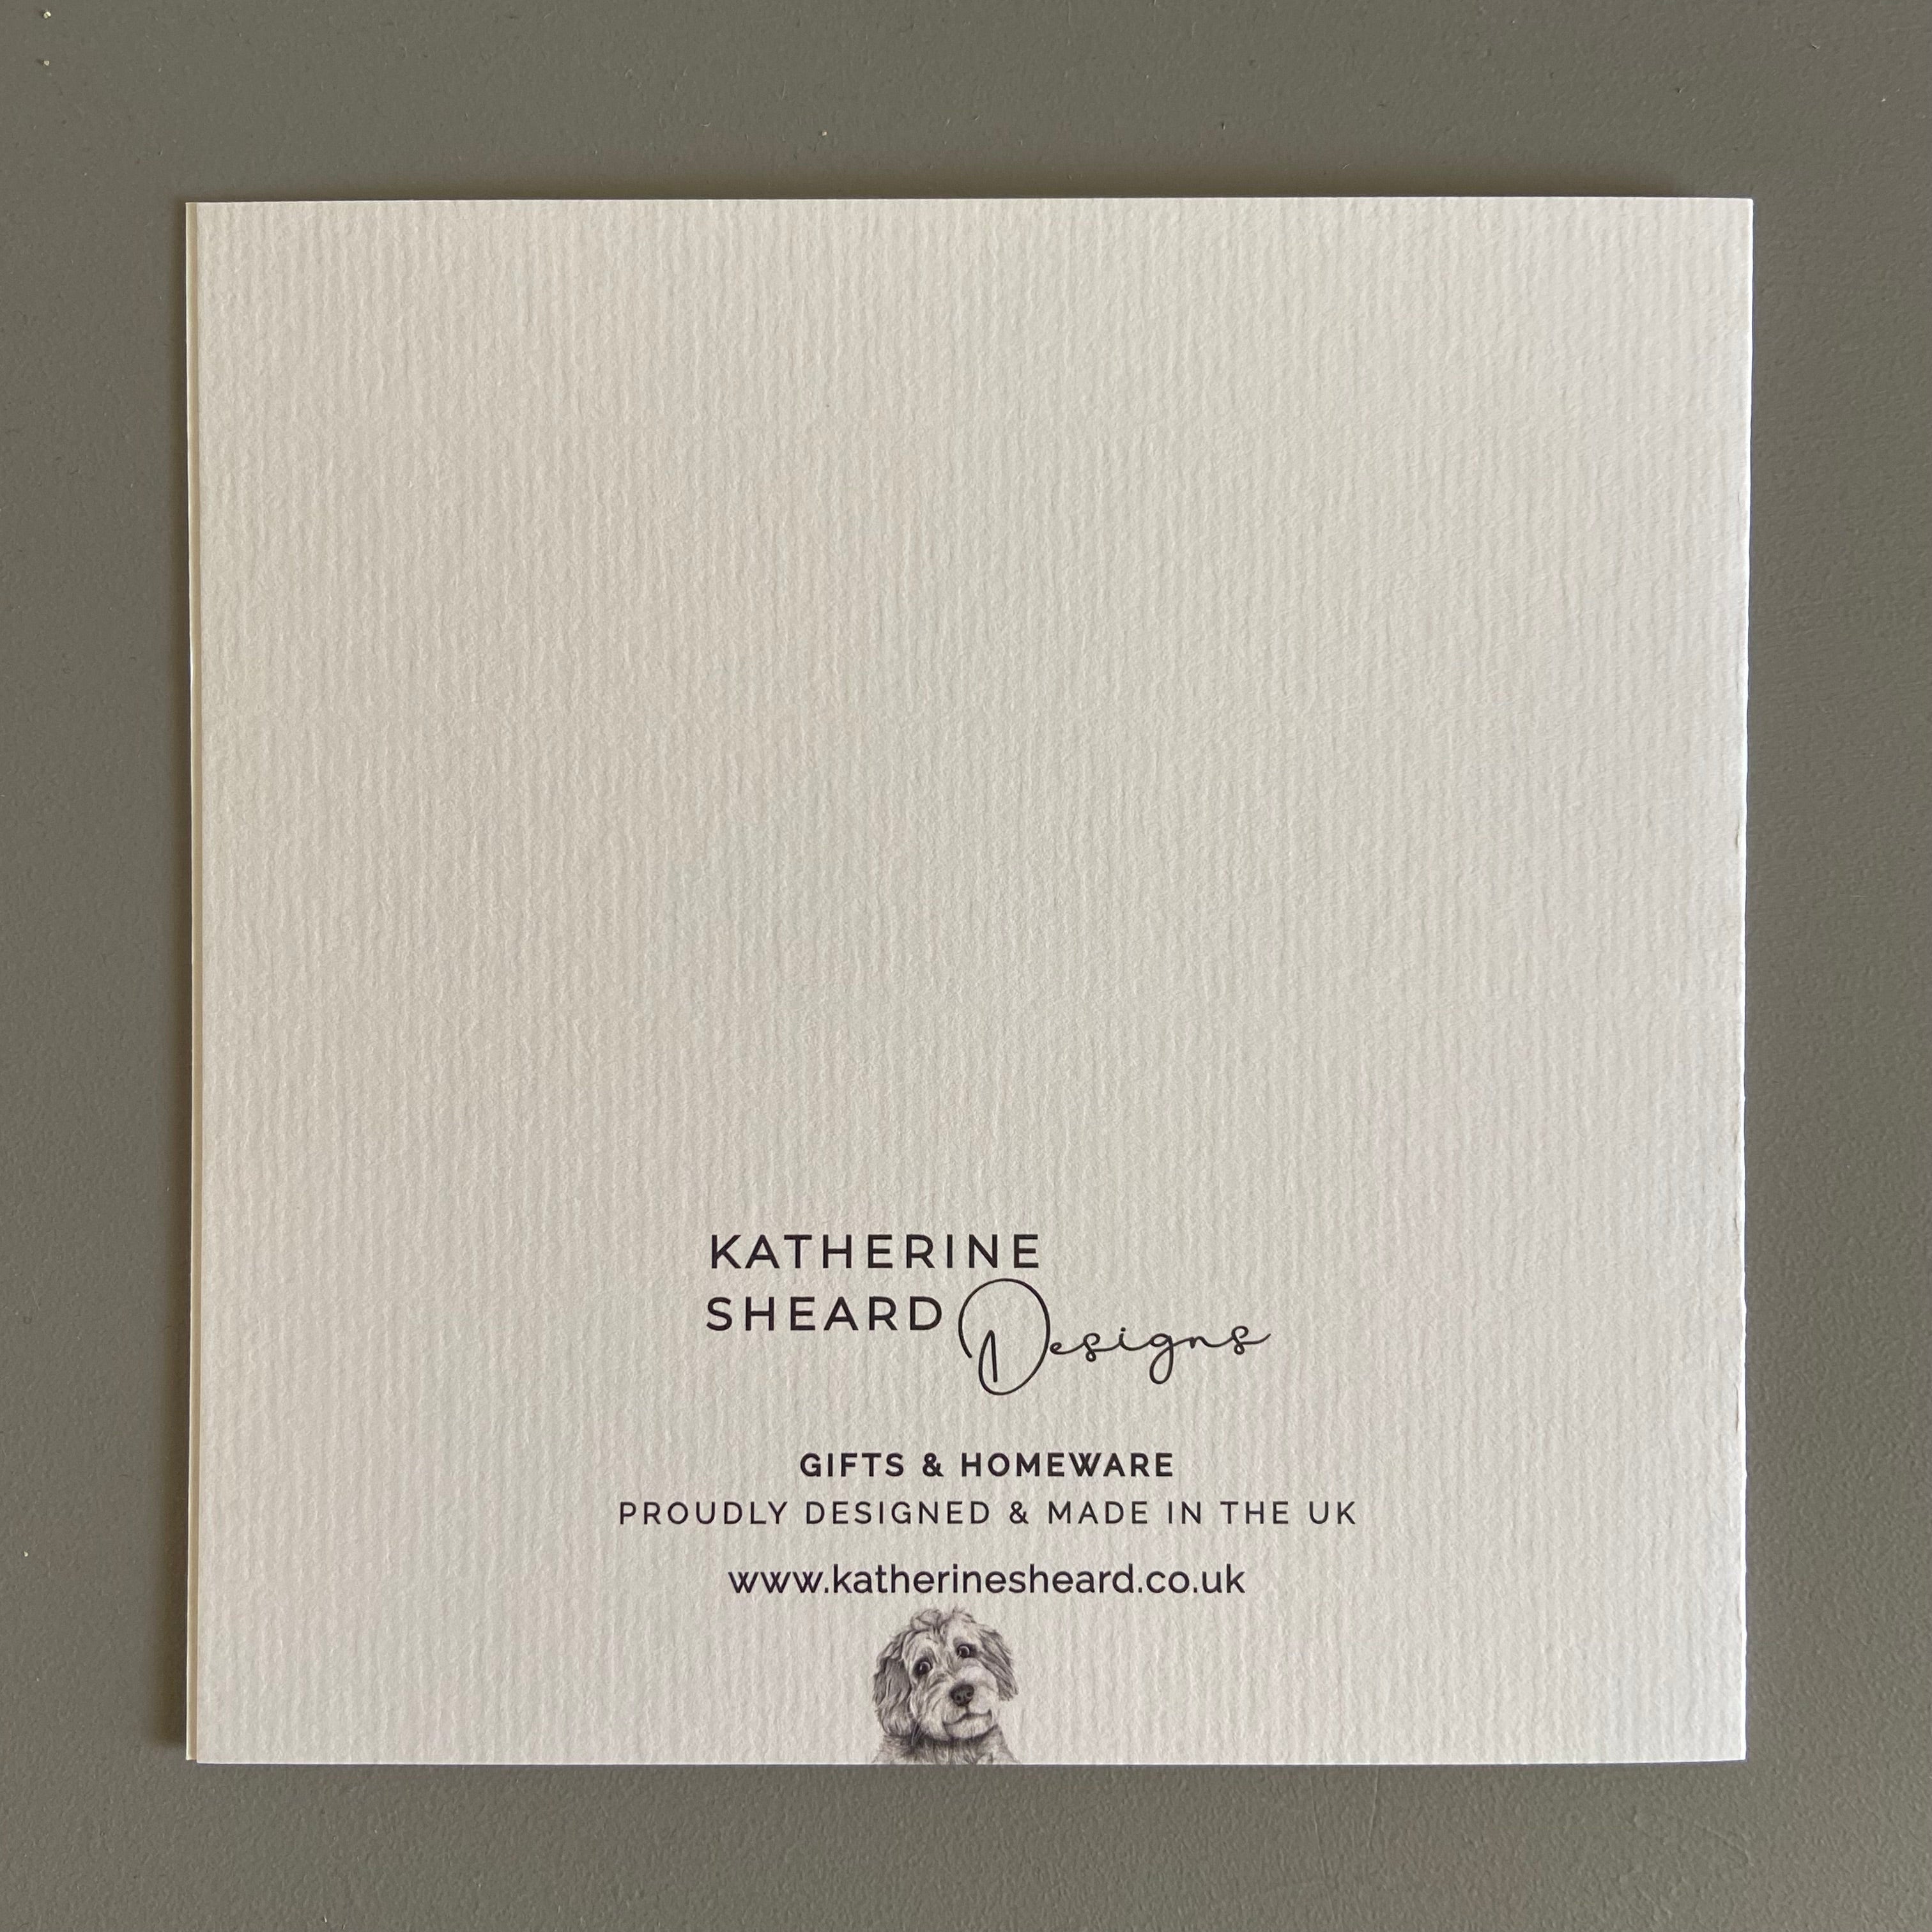 KATHERINE
SHEARD Designs
GIFTS & HOMEWARE
PROUDLY DESIGNED & MADE IN THE UK
www.katherinesheard.co.uk